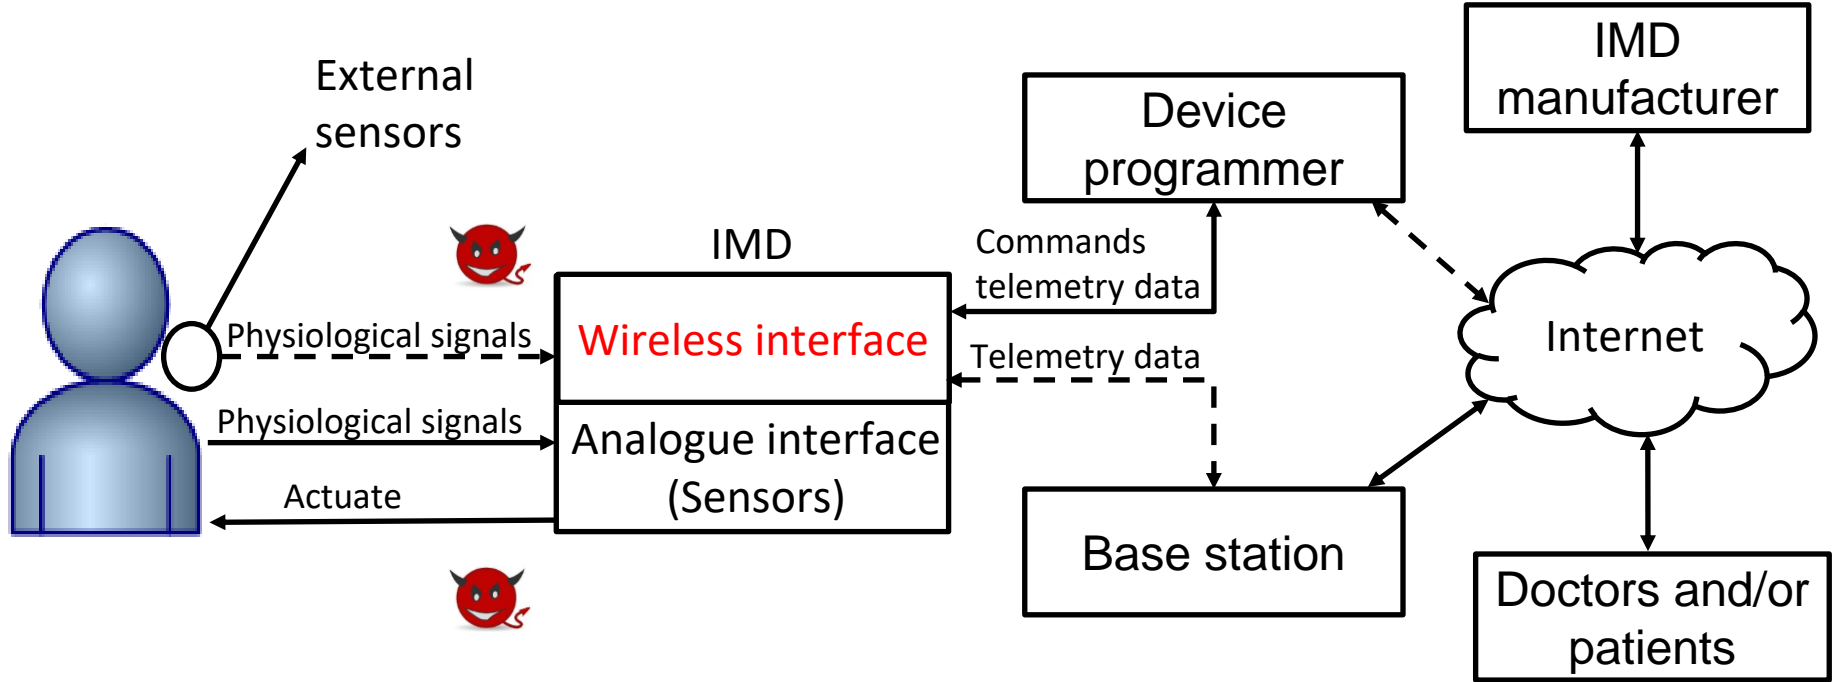 External
sensors
Physiological signals
Physiological signals
Actuate
IMD
Wireless interface
Analogue interface
(Sensors)
Commands
telemetry data
Telemetry data
Device
programmer
Base station
IMD
manufacturer
Internet
Doctors and/or
patients